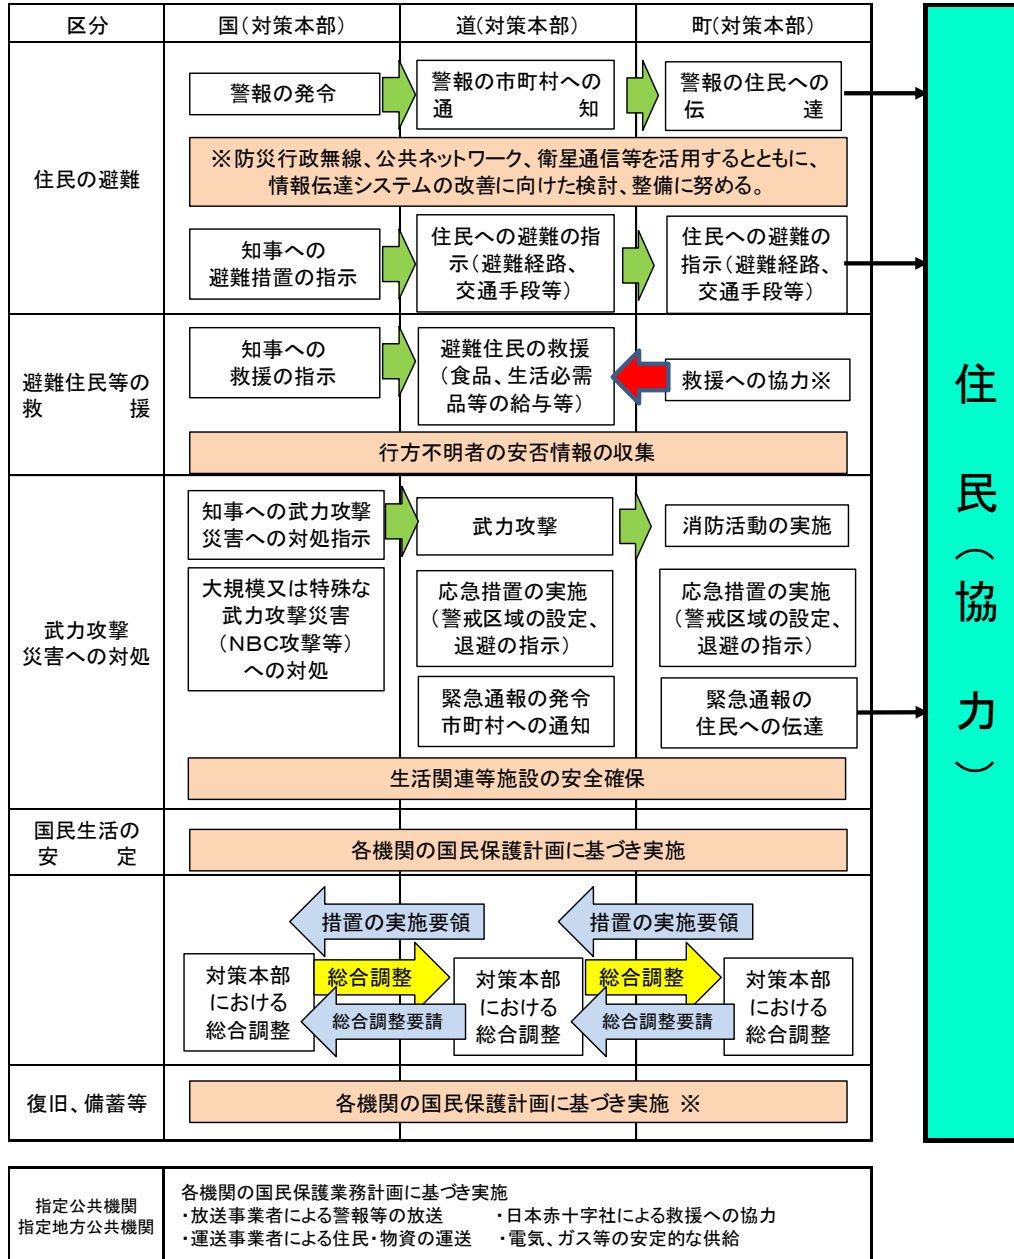 区分
国(対策本部)
道(対策本部)
町(対策本部)
住民の避難
警報の発令
警報の市町村への
通　　　　　知
警報の住民への
伝　　　　達
※防災行政無線、公共ネットワーク、衛星通信等を活用するとともに、
情報伝達システムの改善に向けた検討、整備に努める。
知事への
避難措置の指示
住民への避難の指
示(避難経路、
交通手段等)
住民への避難の
指示(避難経路、
交通手段等)
避難住民等の
救　　　　援
知事への
救援の指示
避難住民の救援
(食品、生活必需
品等の給与等)
救援への協力※
行方不明者の安否情報の収集
武力攻撃
災害への対処
知事への武力攻撃
災害への対処指示
武力攻撃
消防活動の実施
大規模又は特殊な
武力攻撃災害
(NBC攻撃等)
への対処
応急措置の実施
(警戒区域の設定、
退避の指示)
応急措置の実施
(警戒区域の設定、
退避の指示)
緊急通報の発令
市町村への通知
緊急通報の
住民への伝達
生活関連等施設の安全確保
国民生活の
安　　　定
各機関の国民保護計画に基づき実施
措置の実施要領
措置の実施要領
対策本部
における
総合調整
総合調整
総合調整要請
対策本部
における
総合調整
総合調整
総合調整要請
対策本部
における
総合調整
復旧、備蓄等
各機関の国民保護計画に基づき実施 ※
住民(協力)
指定公共機関
指定地方公共機関
各機関の国民保護業務計画に基づき実施
・放送事業者による警報等の放送　　・日本赤十字社による救援への協力
・運送事業者による住民・物資の運送　・電気、ガス等の安定的な供給